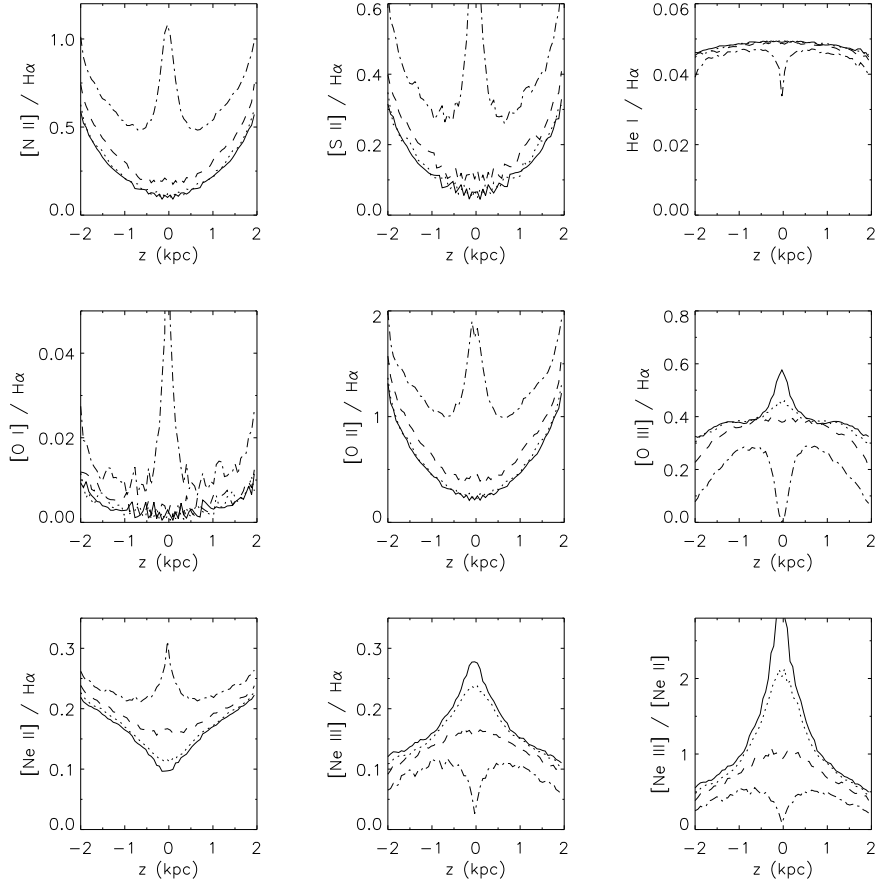 [N II] / Hα
1.0
0.5
0.0
−2 −1 0 1 2
z (kpc)
[S II] / Hα
0.6
0.4
0.2
0.0
−2 −1 0 1 2
z (kpc)
He I / Hα
0.06
0.04
0.02
0.00
−2 −1 0 1 2
z (kpc)
[O I] / Hα
0.04
0.02
0.00
−2 −1 0 1 2
z (kpc)
[O II] / Hα
2
1
0
−2 −1 0 1 2
z (kpc)
[O III] / Hα
0.8
0.6
0.4
0.2
0.0
−2 −1 0 1 2
z (kpc)
[Ne II] / Hα
0.3
0.2
0.1
0.0
−2 −1 0 1 2
z (kpc)
[Ne III] / Hα
0.3
0.2
0.1
0.0
−2 −1 0 1 2
z (kpc)
[Ne III] / [Ne II]
2
1
0
−2 −1 0 1 2
z (kpc)